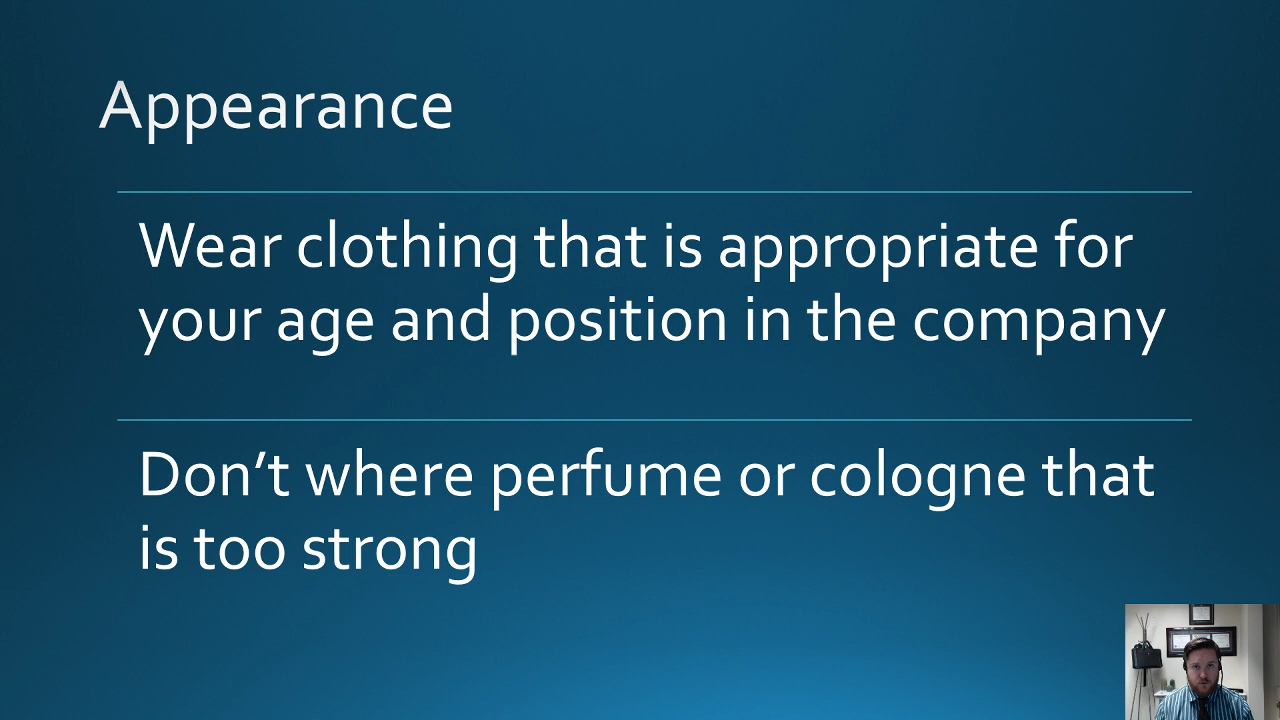 Appearance
Wear clothing that is appropriate for
your age and position in the company
Don’t where perfume or cologne that
is too strong